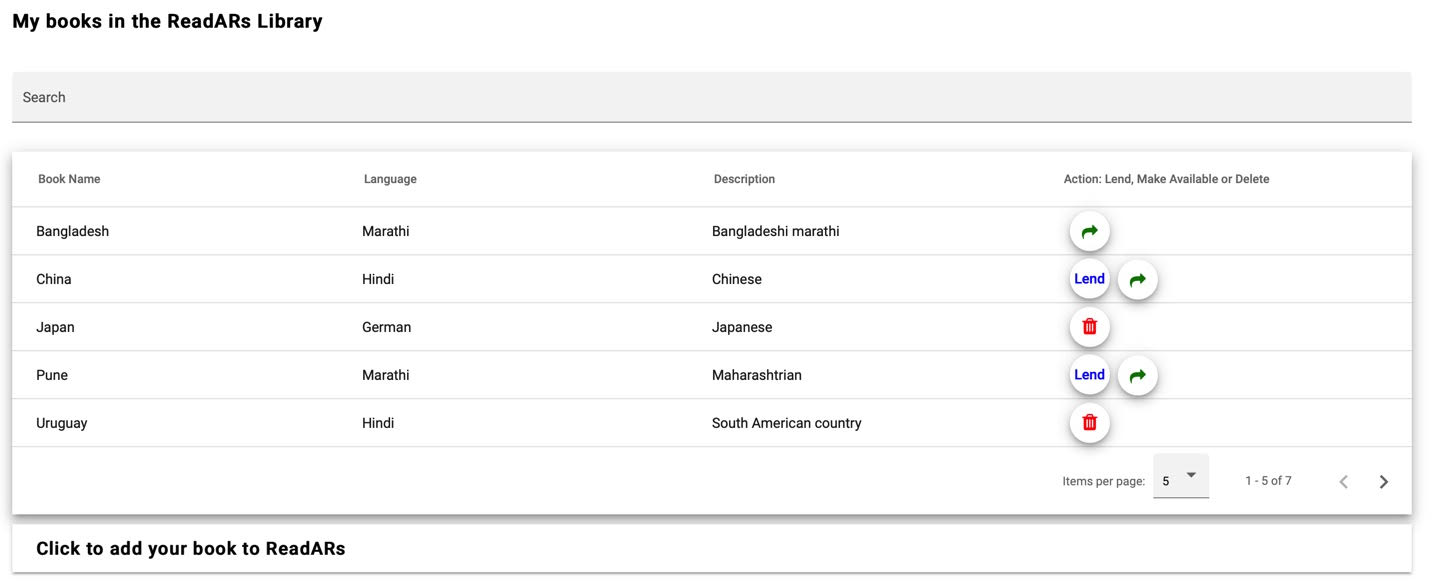 My books in the ReadARs Library
Search
Book Name Language Description Action: Lend, Make Available or Delete
Bangladesh Marathi Bangladeshi marathi
China Hindi Chinese Lend
Japan German Japanese
Pune Marathi Maharashtrian Lend
Uruguay Hindi South American country
Items per page: 5 1 - 5 of 7
Click to add your book to ReadARs